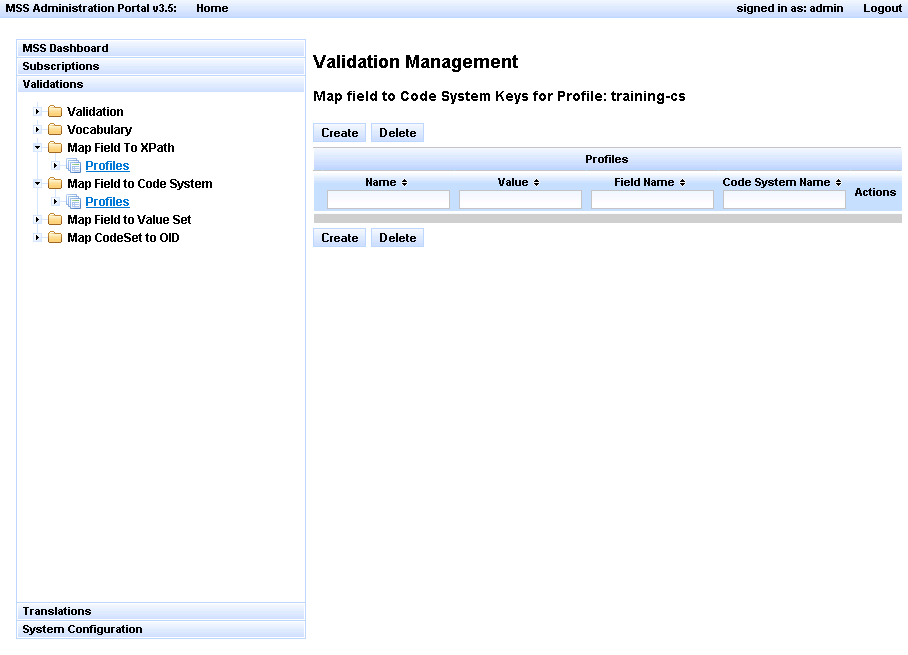 MSS Administration Portal v3.5: Home signed in as: admin Logout
MSS Dashboard
Subscriptions
Validations
Validation
Vocabulary
Map Field To XPath
Profiles
Map Field to Code System
Profiles
Map Field to Value Set
Map CodeSet to OID
Translations
System Configuration
Validation Management
Map field to Code System Keys for Profile: training-cs
Create Delete
Profiles
Name Value Field Name Code System Name Actions
Create Delete